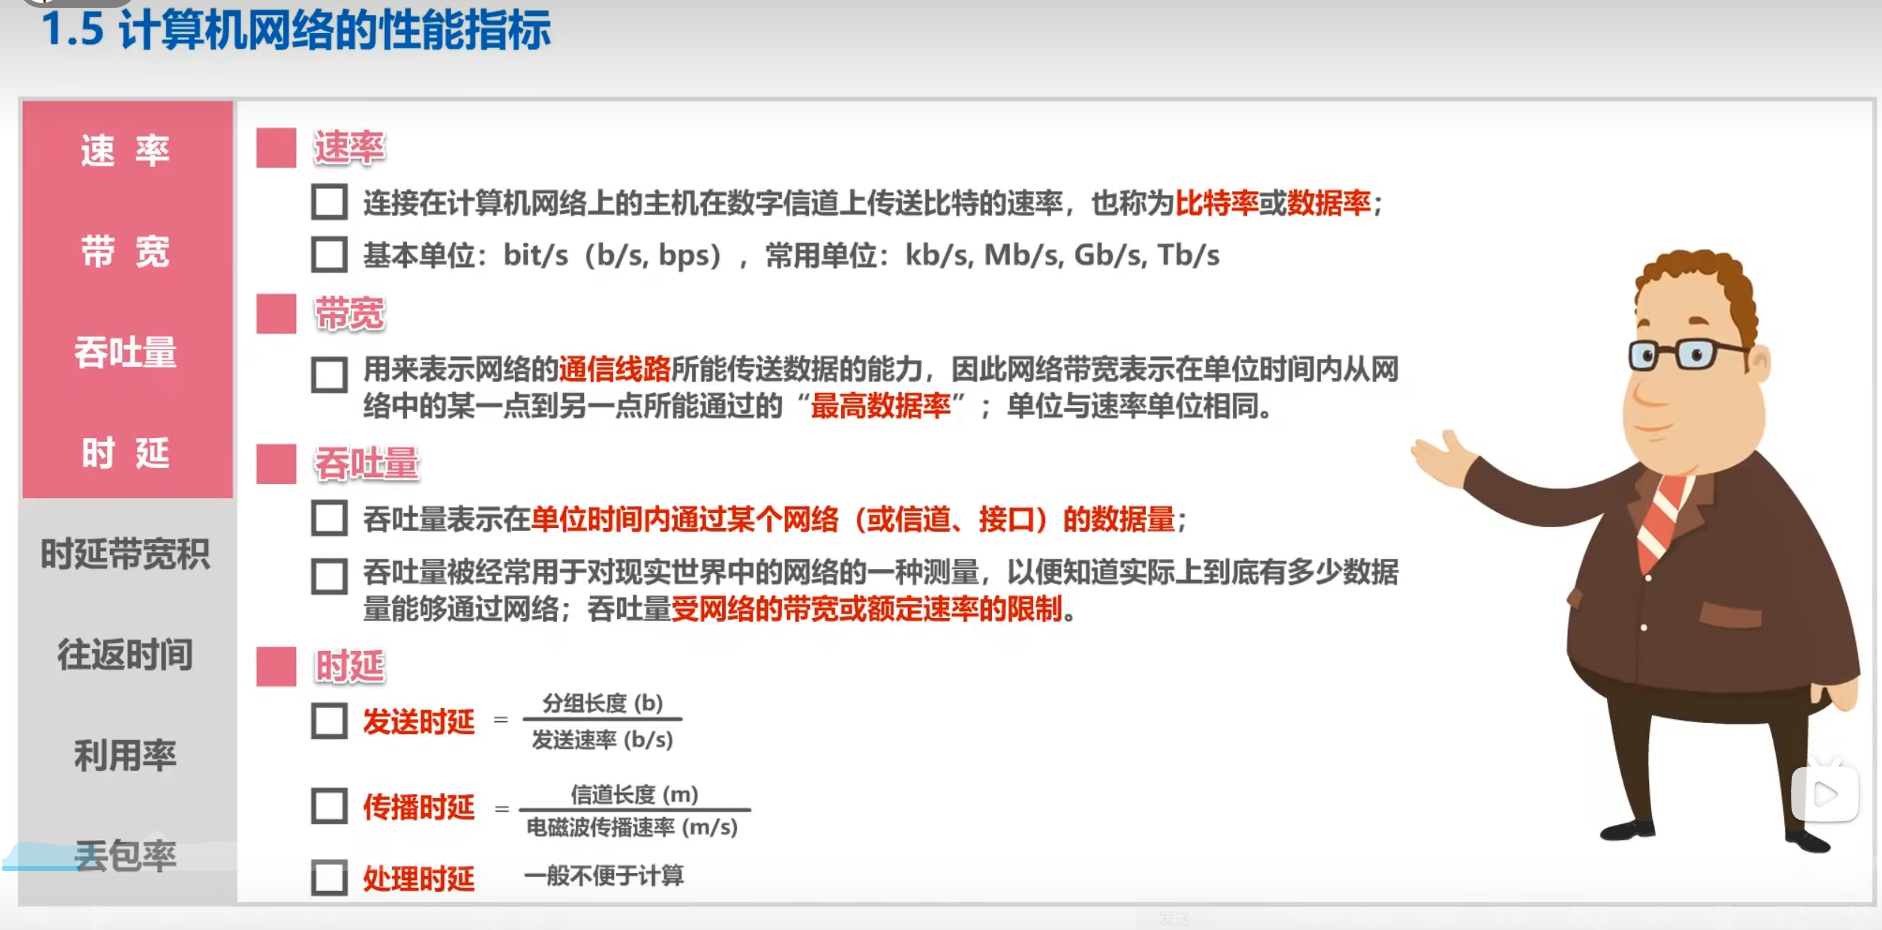 1.5 计算机网络的性能指标
速 率
带 宽
吞吐量
时 延
时延带宽积
往返时间
利用率
丢包率
速率
连接在计算机网络上的主机在数字信道上传送比特的速率，也称为比特率或数据率；
基本单位：bit/s（b/s, bps），常用单位：kb/s, Mb/s, Gb/s, Tb/s
带宽
用来表示网络的通信线路所能传送数据的能力，因此网络带宽表示在单位时间内从网
络中的某一点到另一点所能通过的“最高数据率”；单位与速率单位相同。
吞吐量
吞吐量表示在单位时间内通过某个网络（或信道、接口）的数据量；
吞吐量被经常用于对现实世界中的网络的一种测量，以便知道实际上到底有多少数据
量能够通过网络；吞吐量受网络的带宽或额定速率的限制。
时延
发送时延 = 分组长度 (b)
发送速率 (b/s)
传播时延 = 信道长度 (m)
电磁波传播速率 (m/s)
处理时延 一般不便于计算
发送